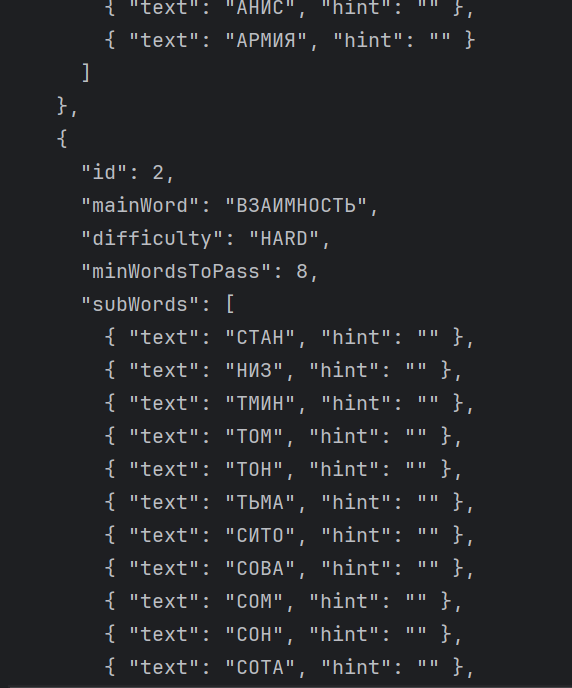 { "text": "АНИС", "hint": "" },
{ "text": "АРМИЯ", "hint": "" }
]
},
{
"id": 2,
"mainWord": "ВЗАИМНОСТЬ",
"difficulty": "HARD",
"minWordsToPass": 8,
"subWords": [
{ "text": "СТАН", "hint": "" },
{ "text": "НИЗ", "hint": "" },
{ "text": "ТМИН", "hint": "" },
{ "text": "ТОМ", "hint": "" },
{ "text": "ТОН", "hint": "" },
{ "text": "ТЬМА", "hint": "" },
{ "text": "СИТО", "hint": "" },
{ "text": "СОВА", "hint": "" },
{ "text": "СОМ", "hint": "" },
{ "text": "СОН", "hint": "" },
{ "text": "СОТА", "hint": "" },